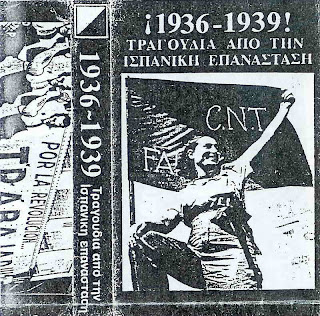 ¡1936-1939!
ΤΡΑΓΟΥΔΙΑ ΑΠΟ ΤΗΝ
ΙΣΠΑΝΙΚΗ ΕΠΑΝΑΣΤΑΣΗ
C.N.T
FAI
1936~1939
Τραγούδια από την
Ισπανική επανάσταση
POR LA REVOLUCION